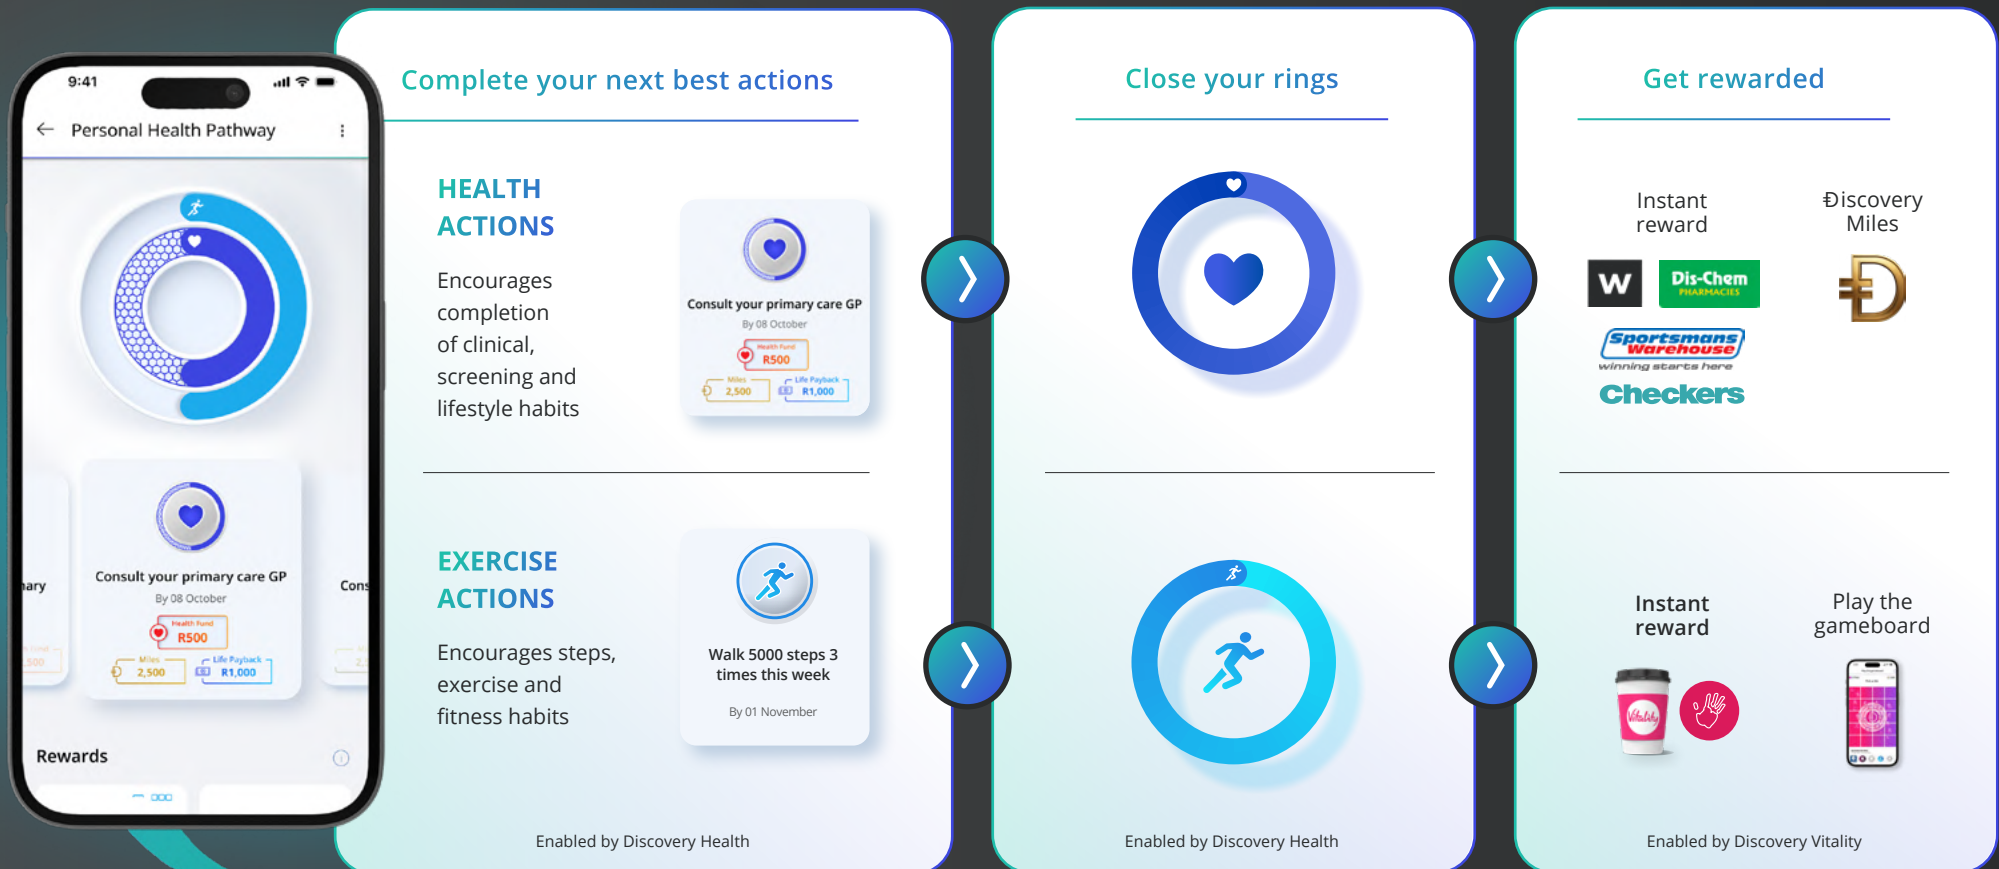 9:41
Personal Health Pathway
Consult your primary care GP
By 08 October
Health Fund
R500
Miles
2,500
Life Payback
R1,000
Rewards
Complete your next best actions
HEALTH
ACTIONS
Encourages
completion
of clinical,
screening and
lifestyle habits
Consult your primary care GP
By 08 October
Health Fund
R500
Miles
2,500
Life Payback
R1,000
EXERCISE
ACTIONS
Encourages steps,
exercise and
fitness habits
Walk 5000 steps 3
times this week
By 01 November
Enabled by Discovery Health
Close your rings
Enabled by Discovery Health
Get rewarded
Instant
reward
W
Dis-Chem
PHARMACIES
Sportsmans
Warehouse
winning starts here
Checkers
Ðiscovery
Miles
Instant
reward
Vitality
Play the
gameboard
Enabled by Discovery Vitality